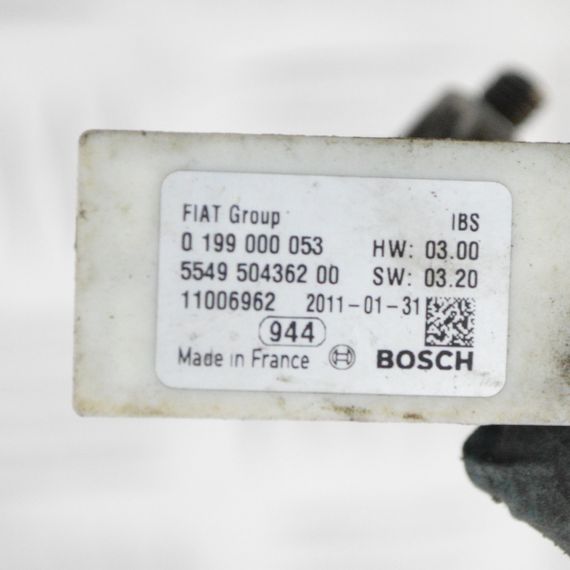 FIAT Group IBS
0 199 000 053 HW: 03.00
5549 504362 00 SW: 03.20
11006962 2011-01-31
944
Made in France BOSCH